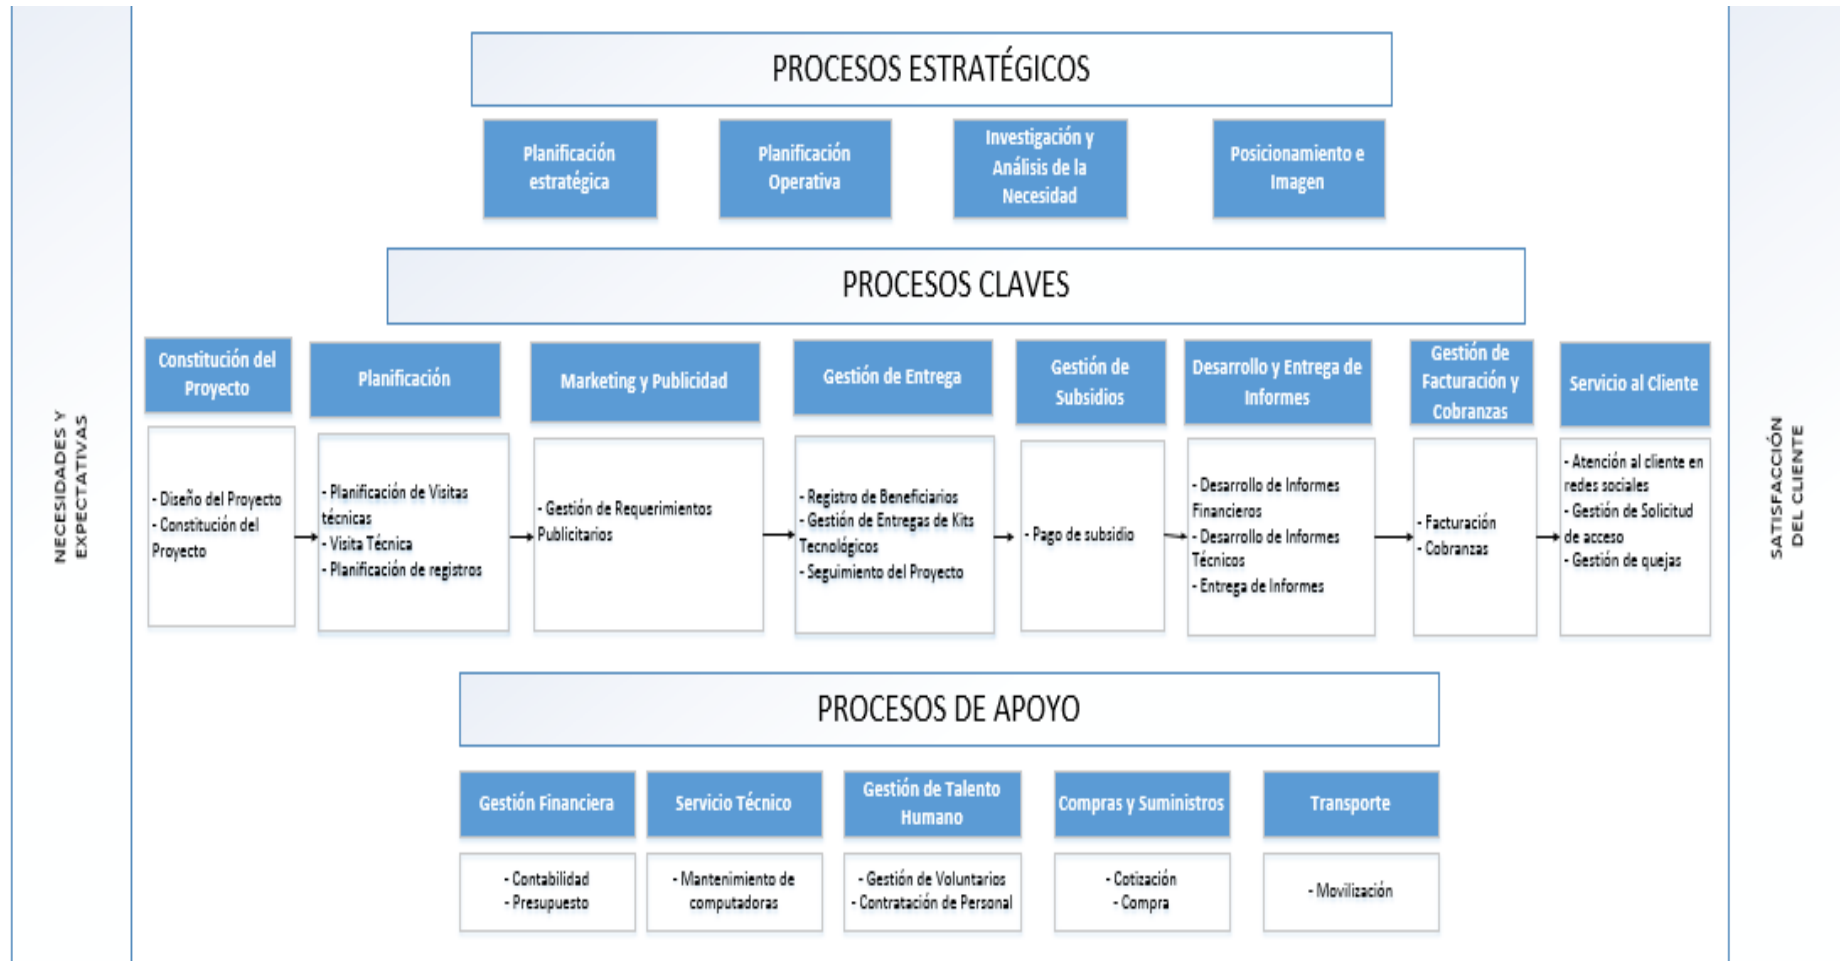 PROCESOS ESTRATÉGICOS
Planificación
estratégica
Planificación
Operativa
Investigación y
Análisis de la
Necesidad
Posicionamiento e
Imagen
PROCESOS CLAVES
NECESIDADES Y
EXPECTATIVAS
Constitución del
Proyecto
- Diseño del Proyecto
- Constitución del
Proyecto
Planificación
- Planificación de Visitas
técnicas
- Visita Técnica
- Planificación de registros
Marketing y Publicidad
- Gestión de Requerimientos
Publicitarios
Gestión de Entrega
- Registro de Beneficiarios
- Gestión de Entregas de Kits
Tecnológicos
- Seguimiento del Proyecto
Gestión de
Subsidios
- Pago de subsidio
Desarrollo y Entrega de
Informes
- Desarrollo de Informes
Financieros
- Desarrollo de Informes
Técnicos
- Entrega de Informes
Gestión de
Facturación y
Cobranzas
- Facturación
- Cobranzas
Servicio al Cliente
- Atención al cliente en
redes sociales
- Gestión de Solicitud
de acceso
- Gestión de quejas
SATISFACCIÓN
DEL CLIENTE
PROCESOS DE APOYO
Gestión Financiera
- Contabilidad
- Presupuesto
Servicio Técnico
- Mantenimiento de
computadoras
Gestión de Talento
Humano
- Gestión de Voluntarios
- Contratación de Personal
Compras y Suministros
- Cotización
- Compra
Transporte
- Movilización